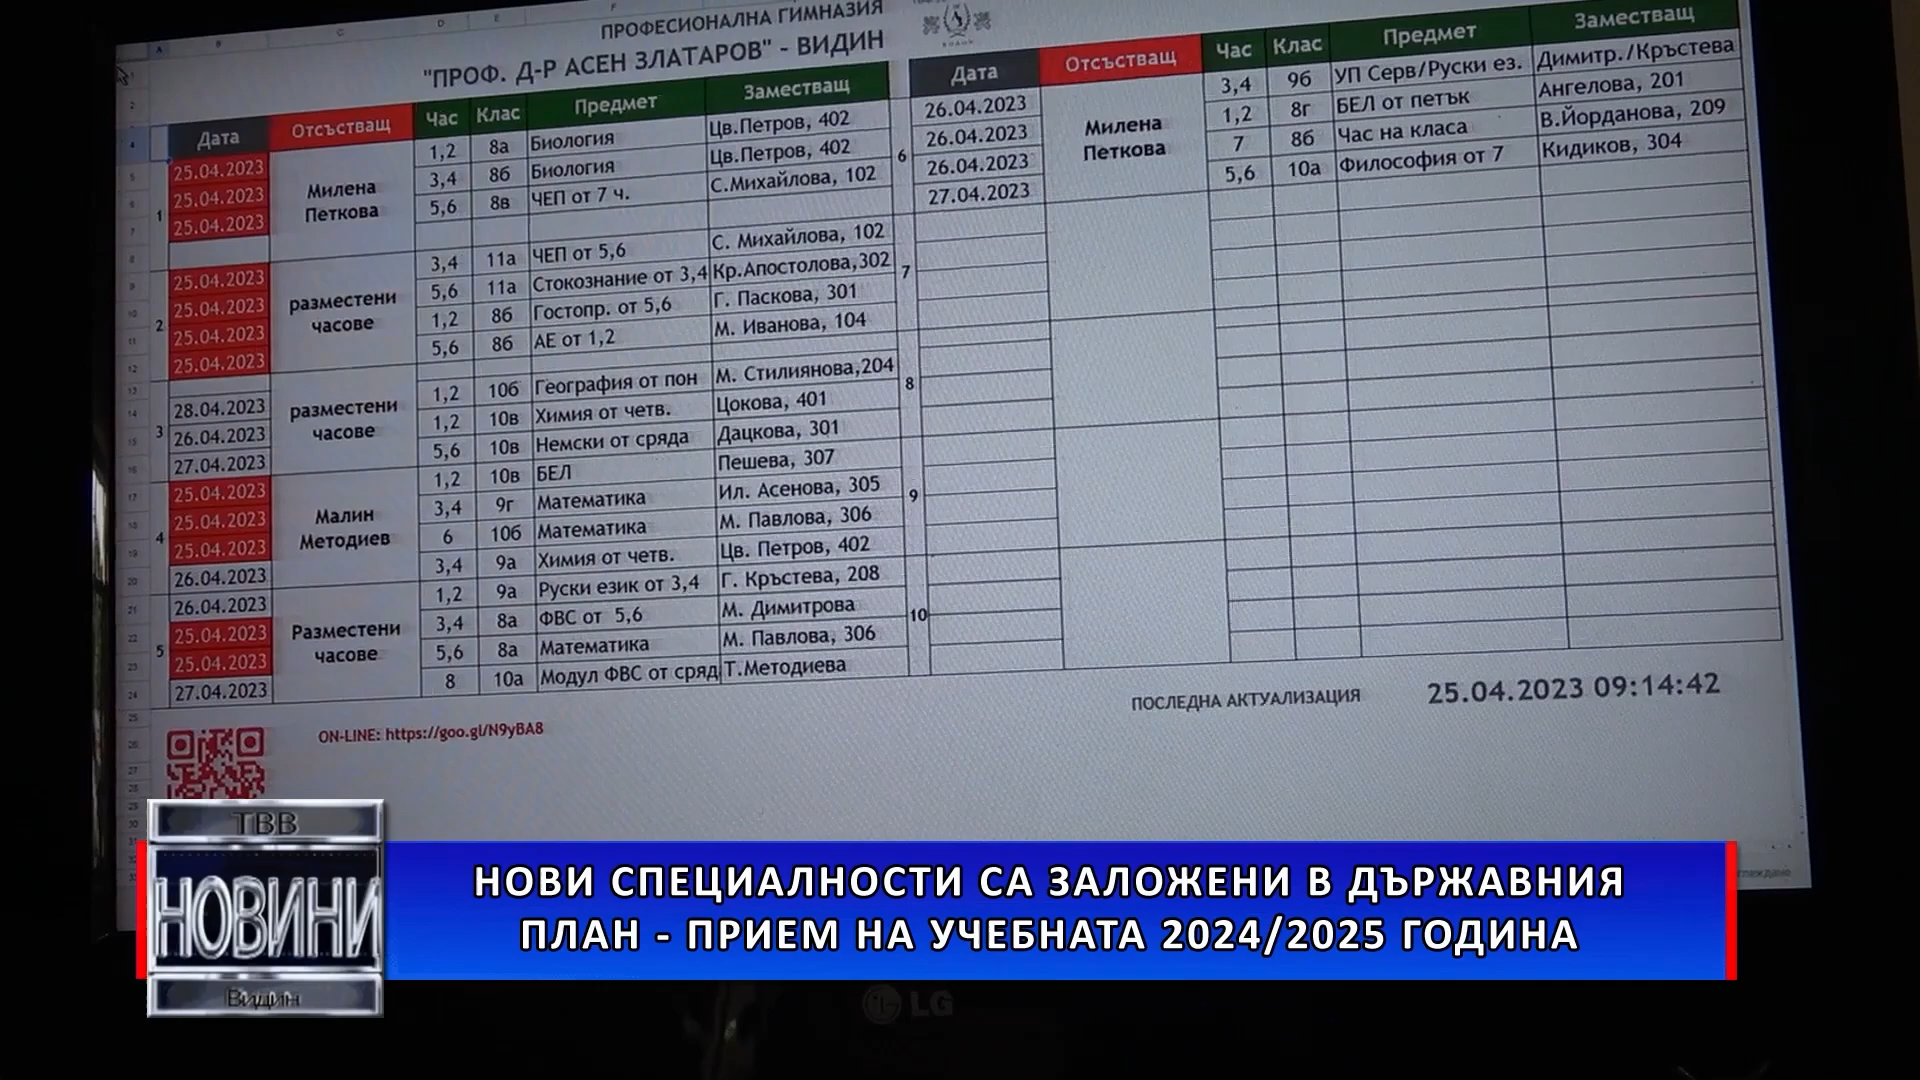 ПРОФЕСИОНАЛНА ГИМНАЗИЯ
"ПРОФ. Д-Р АСЕН ЗЛАТАРОВ" - ВИДИН
Дата Отсъстващ Час Клас Предмет Заместващ
1 Милена Петкова
25.04.2023 1,2 8а Биология Цв.Петров, 402
25.04.2023 3,4 8б Биология Цв.Петров, 402
25.04.2023 5,6 8в ЧЕП от 7 ч. С.Михайлова, 102
2 разместени часове
25.04.2023 3,4 11а ЧЕП от 5,6 С. Михайлова, 102
25.04.2023 5,6 11а Стокознание от 3,4 Кр.Апостолова,302
25.04.2023 1,2 8б Гостопр. от 5,6 Г. Паскова, 301
25.04.2023 5,6 8б АЕ от 1,2 М. Иванова, 104
3 разместени часове
28.04.2023 1,2 10б География от пон М. Стилиянова,204
26.04.2023 1,2 10в Химия от четв. Цокова, 401
27.04.2023 5,6 10в Немски от сряда Дацкова, 301
4 Малин Методиев
25.04.2023 1,2 10в БЕЛ Пешева, 307
25.04.2023 3,4 9г Математика Ил. Асенова, 305
25.04.2023 6 10б Математика М. Павлова, 306
26.04.2023 3,4 9а Химия от четв. Цв. Петров, 402
5 Разместени часове
26.04.2023 1,2 9а Руски език от 3,4 Г. Кръстева, 208
25.04.2023 3,4 8а ФВС от 5,6 М. Димитрова
25.04.2023 5,6 8а Математика М. Павлова, 306
27.04.2023 8 10а Модул ФВС от сряд Т.Методиева
Дата Отсъстващ Час Клас Предмет Заместващ
6 Милена Петкова
26.04.2023 3,4 9б УП Серв/Руски ез. Димитр./Кръстева
26.04.2023 1,2 8г БЕЛ от петък Ангелова, 201
26.04.2023 7 8б Час на класа В.Йорданова, 209
27.04.2023 5,6 10а Философия от 7 Кидиков, 304
7
8
9
10
ПОСЛЕДНА АКТУАЛИЗАЦИЯ 25.04.2023 09:14:42
ON-LINE: https://goo.gl/N9yBA8
ТВВ
НОВИНИ
Видин
НОВИ СПЕЦИАЛНОСТИ СА ЗАЛОЖЕНИ В ДЪРЖАВНИЯ
ПЛАН - ПРИЕМ НА УЧЕБНАТА 2024/2025 ГОДИНА
LG